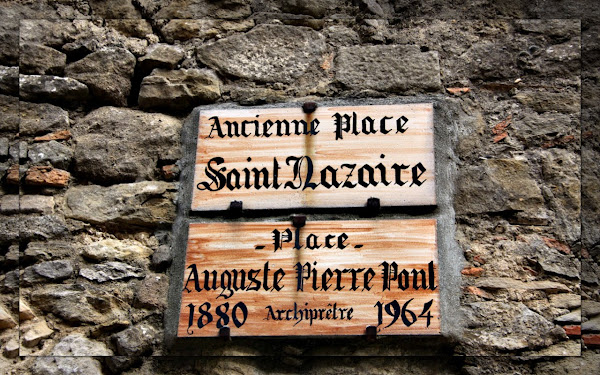 Ancienne Place
Saint Nazaire
- Place -
Auguste Pierre Pont
1880 Archiprêtre 1964